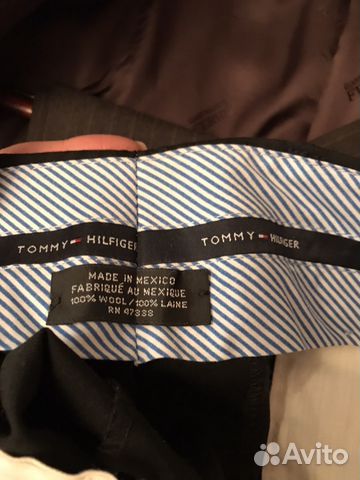 TOMMY HILFIGER
TOMMY HILFIGER
MADE IN MEXICO
FABRIQUÉ AU MEXIQUE
100% WOOL/100% LAINE
RN 47338
Avito